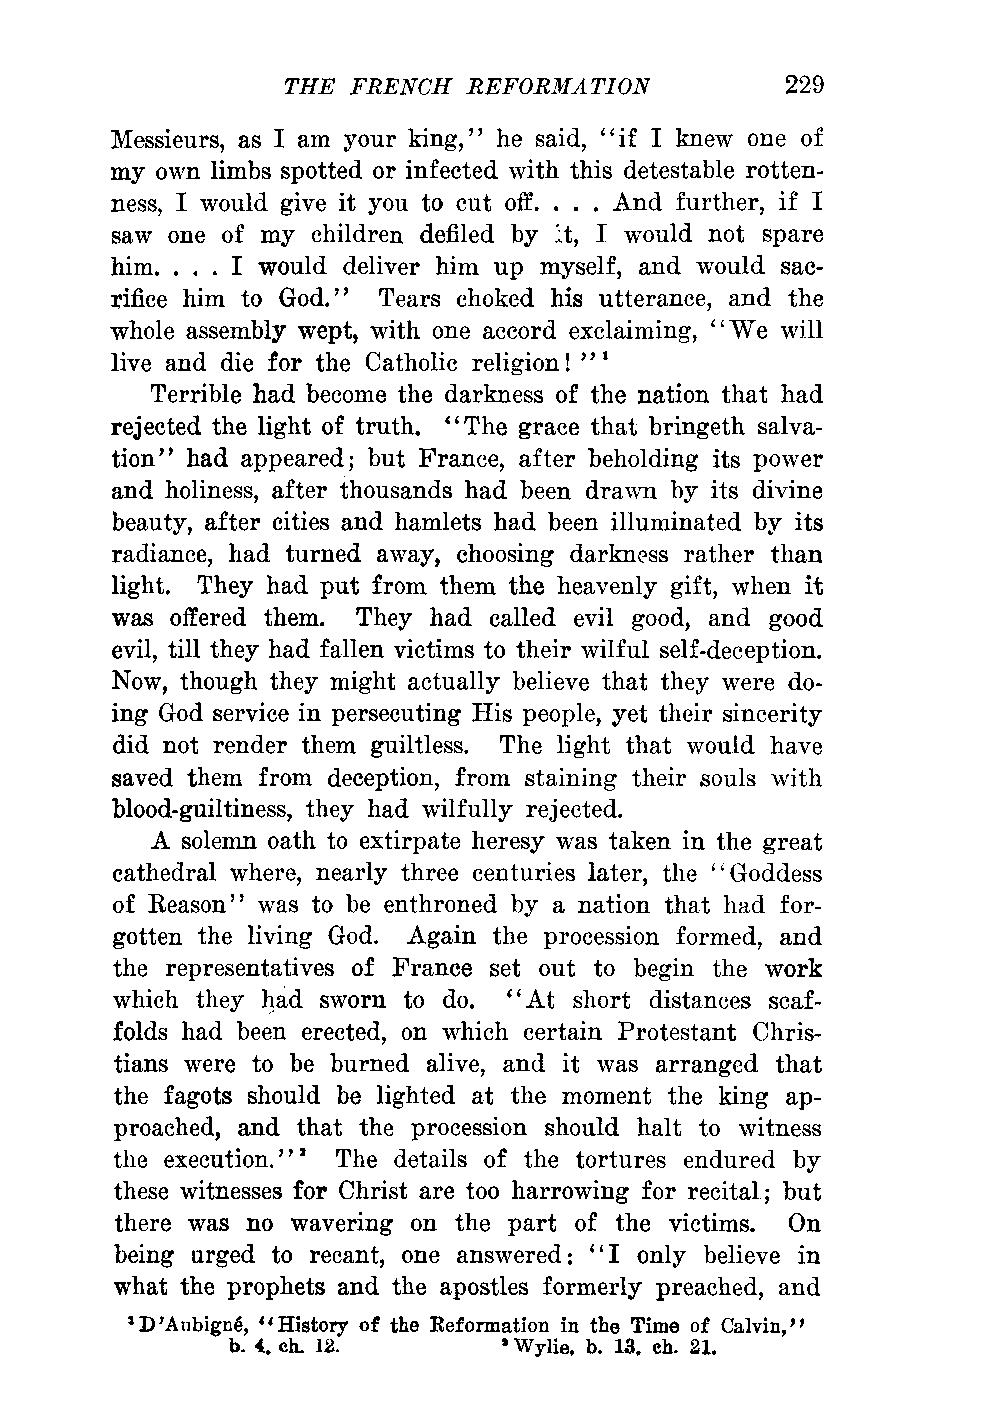 THE FRENCH REFORMATION 229
Messieurs, as I am your king," he said, "if I knew one of
my own limbs spotted or infected with this detestable rotten-
ness, I would give it you to cut off. . . . And further, if I
saw one of my children defiled by it, I would not spare
him. . . . I would deliver him up myself, and would sac-
rifice him to God." Tears choked his utterance, and the
whole assembly wept, with one accord exclaiming, "We will
live and die for the Catholic religion!"¹
Terrible had become the darkness of the nation that had
rejected the light of truth. "The grace that bringeth salva-
tion" had appeared; but France, after beholding its power
and holiness, after thousands had been drawn by its divine
beauty, after cities and hamlets had been illuminated by its
radiance, had turned away, choosing darkness rather than
light. They had put from them the heavenly gift, when it
was offered them. They had called evil good, and good
evil, till they had fallen victims to their wilful self-deception.
Now, though they might actually believe that they were do-
ing God service in persecuting His people, yet their sincerity
did not render them guiltless. The light that would have
saved them from deception, from staining their souls with
blood-guiltiness, they had wilfully rejected.
A solemn oath to extirpate heresy was taken in the great
cathedral where, nearly three centuries later, the "Goddess
of Reason" was to be enthroned by a nation that had for-
gotten the living God. Again the procession formed, and
the representatives of France set out to begin the work
which they had sworn to do. "At short distances scaf-
folds had been erected, on which certain Protestant Chris-
tians were to be burned alive, and it was arranged that
the fagots should be lighted at the moment the king ap-
proached, and that the procession should halt to witness
the execution."² The details of the tortures endured by
these witnesses for Christ are too harrowing for recital; but
there was no wavering on the part of the victims. On
being urged to recant, one answered: "I only believe in
what the prophets and the apostles formerly preached, and
¹D'Aubigné, "History of the Reformation in the Time of Calvin,"
b. 4, ch. 12. ²Wylie, b. 13, ch. 21.